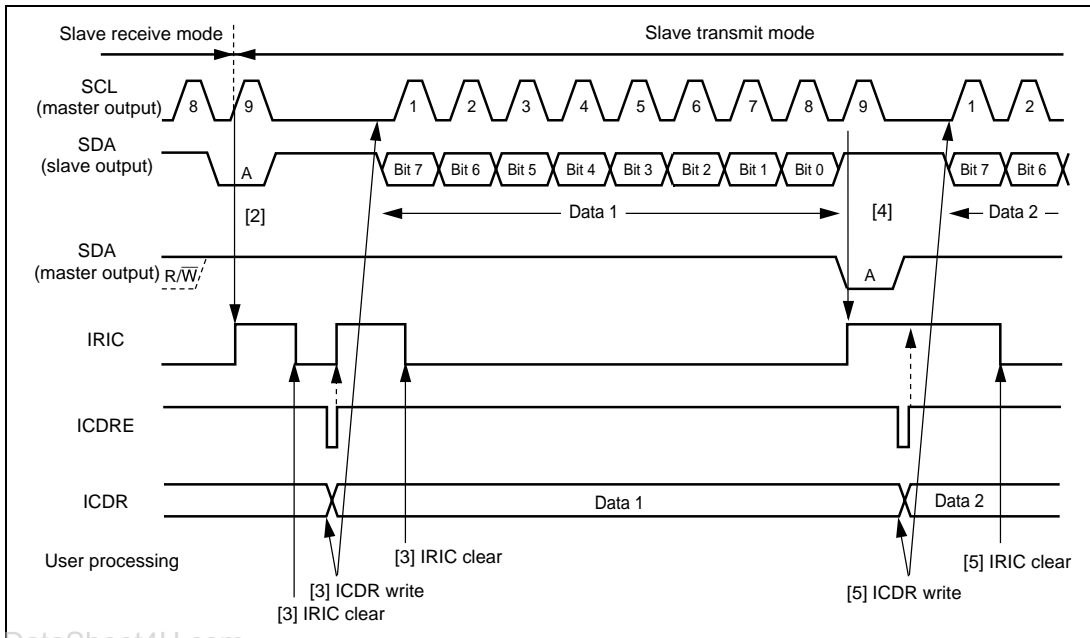 Slave receive mode
Slave transmit mode
SCL
(master output)
8
9
1
2
3
4
5
6
7
8
9
1
2
SDA
(slave output)
A
Bit 7
Bit 6
Bit 5
Bit 4
Bit 3
Bit 2
Bit 1
Bit 0
Bit 7
Bit 6
[2]
Data 1
[4]
Data 2
SDA
(master output)
R/W̅
A
IRIC
ICDRE
ICDR
Data 1
Data 2
User processing
[3] IRIC clear
[5] IRIC clear
[3] ICDR write
[5] ICDR write
[3] IRIC clear